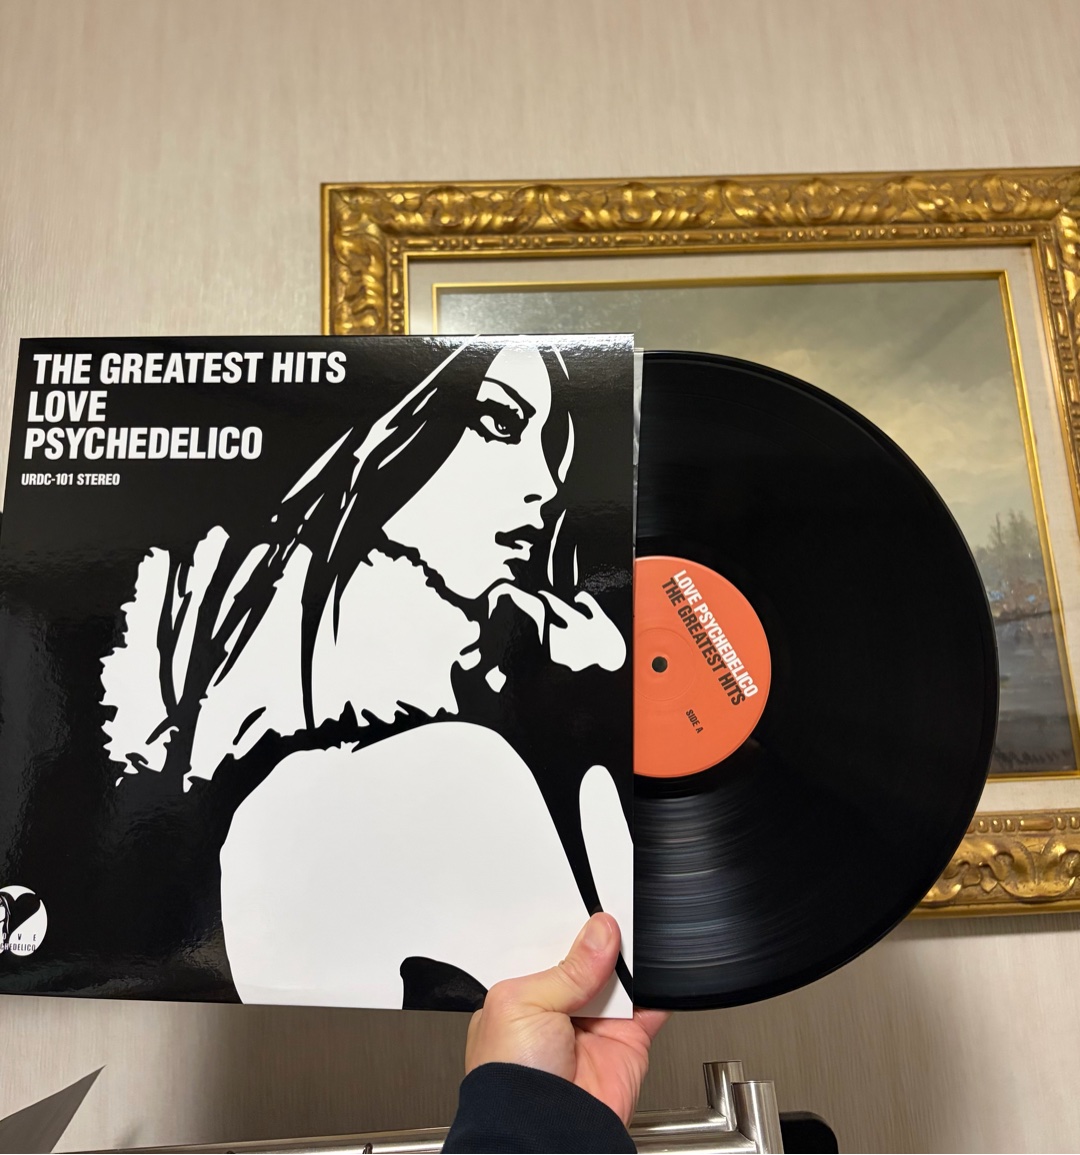 THE GREATEST HITS
LOVE
PSYCHEDELICO
URDC-101 STEREO
LOVE PSYCHEDELICO
THE GREATEST HITS
SIDE A